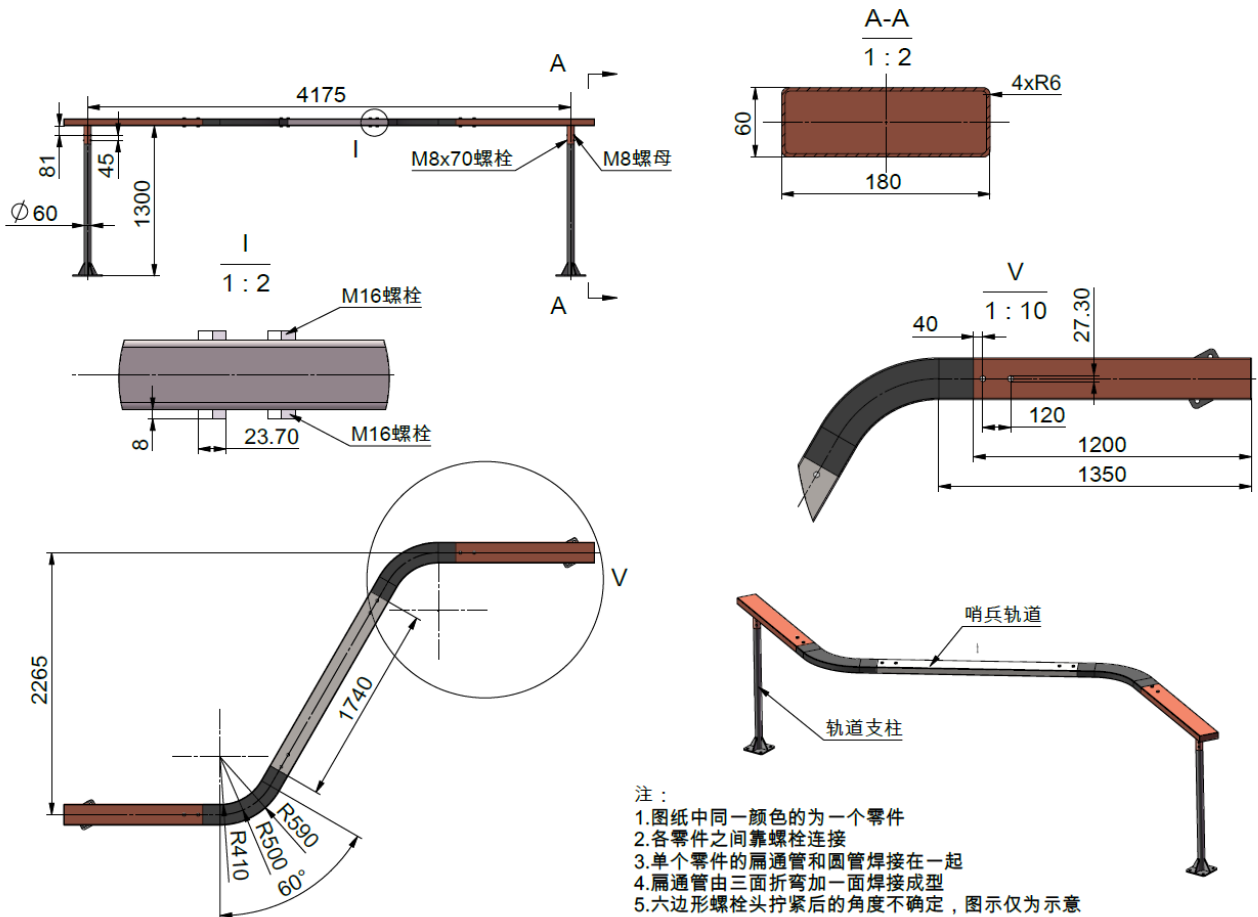 A-A
1 : 2
A
4175
4xR6
60
I
81
45
M8x70螺栓
M8螺母
180
∅60
1300
I
1 : 2
A
V
1 : 10
M16螺栓
27.30
40
M16螺栓
8
23.70
120
1200
1350
V
2265
1740
哨兵轨道
轨道支柱
R590
R500
R410
60°
注：
1.图纸中同一颜色的为一个零件
2.各零件之间靠螺栓连接
3.单个零件的扁通管和圆管焊接在一起
4.扁通管由三面折弯加一面焊接成型
5.六边形螺栓头拧紧后的角度不确定，图示仅为示意